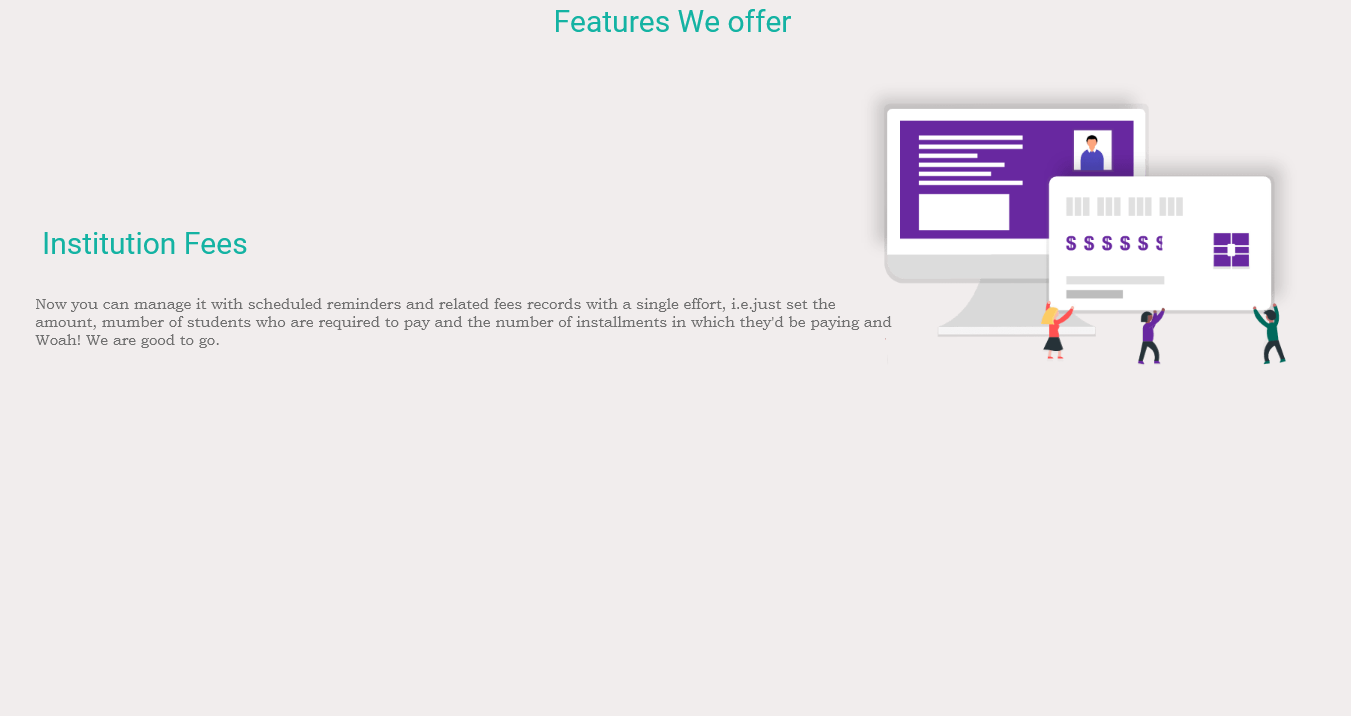 Features We offer
Institution Fees
Now you can manage it with scheduled reminders and related fees records with a single effort, i.e.just set the
amount, mumber of students who are required to pay and the number of installments in which they'd be paying and
Woah! We are good to go.
$ $ $ $ $ $